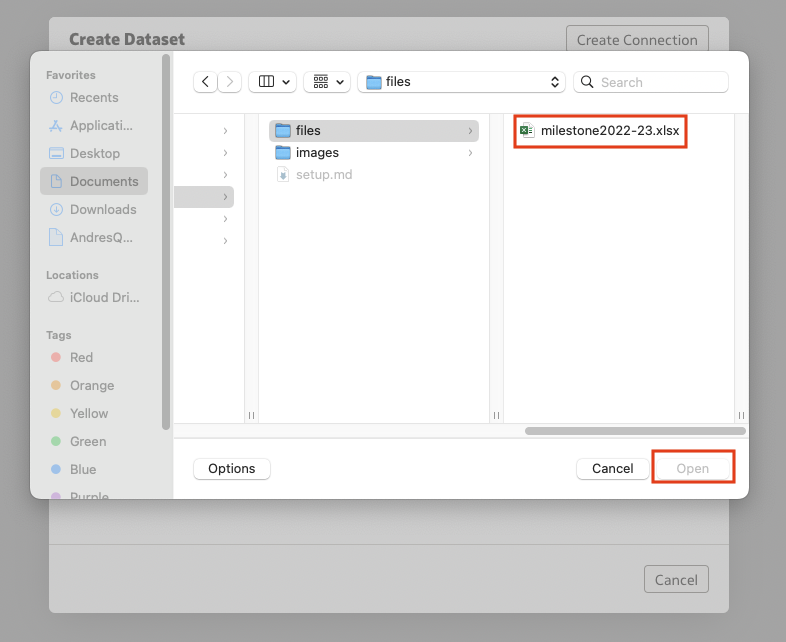 Create Dataset
Create Connection
Favorites
Recents
Applicati...
Desktop
Documents
Downloads
AndresQ...
Locations
iCloud Dri...
Tags
Red
Orange
Yellow
Green
Blue
Purple
files
Search
files
images
setup.md
milestone2022-23.xlsx
Options
Cancel
Open
Cancel